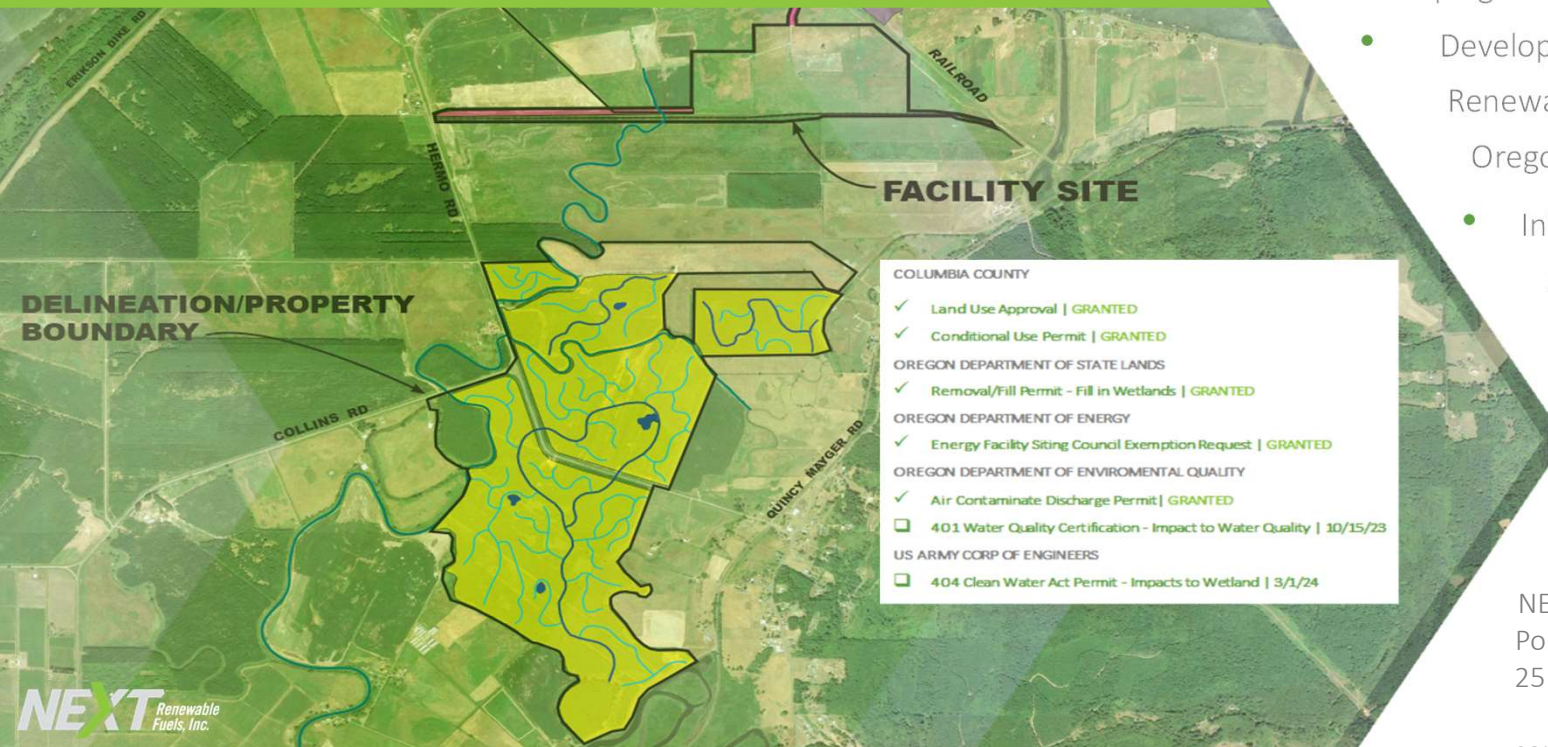 ERIKSON DIKE RD
RAILROAD
HERMO RD
FACILITY SITE
DELINEATION/PROPERTY
BOUNDARY
COLLINS RD
QUINCY MAYGER RD
COLUMBIA COUNTY
✓ Land Use Approval | GRANTED
✓ Conditional Use Permit | GRANTED
OREGON DEPARTMENT OF STATE LANDS
✓ Removal/Fill Permit - Fill in Wetlands | GRANTED
OREGON DEPARTMENT OF ENERGY
✓ Energy Facility Siting Council Exemption Request | GRANTED
OREGON DEPARTMENT OF ENVIROMENTAL QUALITY
✓ Air Contaminate Discharge Permit| GRANTED
❑ 401 Water Quality Certification - Impact to Water Quality | 10/15/23
US ARMY CORP OF ENGINEERS
❑ 404 Clean Water Act Permit - Impacts to Wetland | 3/1/24
• Develop
Renewa
Orego
• In
NE
Po
25
NEXT Renewable
Fuels, Inc.